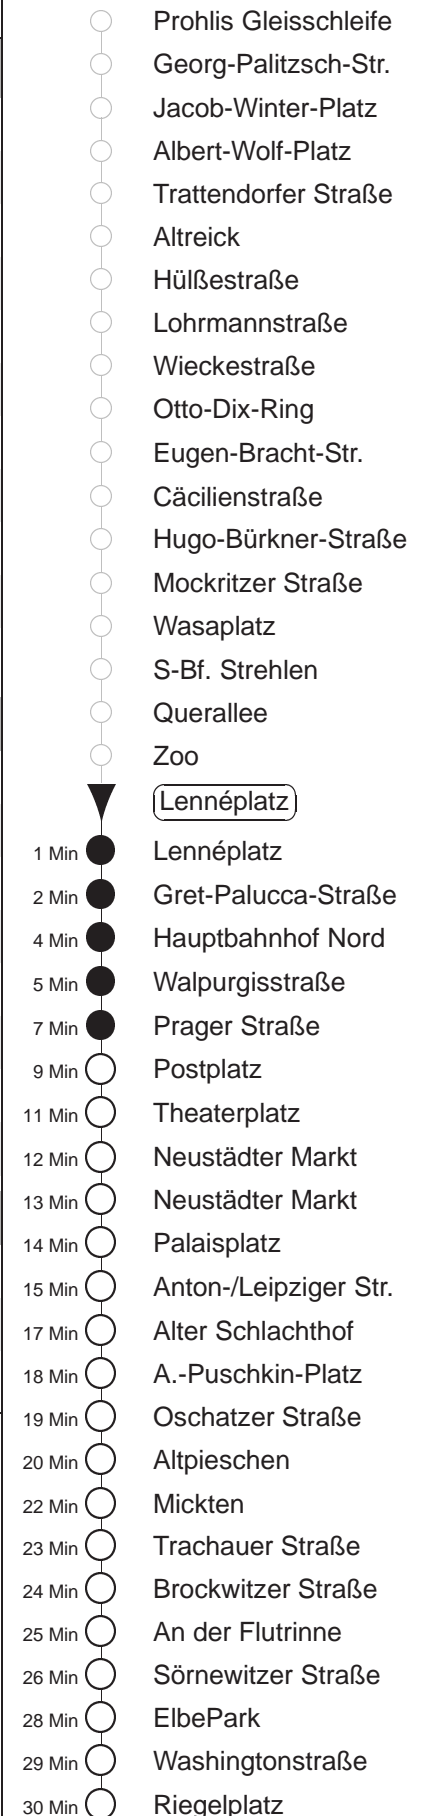 Prohlis Gleisschleife
Georg-Palitzsch-Str.
Jacob-Winter-Platz
Albert-Wolf-Platz
Trattendorfer Straße
Altreick
Hülßestraße
Lohrmannstraße
Wieckestraße
Otto-Dix-Ring
Eugen-Bracht-Str.
Cäcilienstraße
Hugo-Bürkner-Straße
Mockritzer Straße
Wasaplatz
S-Bf. Strehlen
Querallee
Zoo
Lennéplatz
1 Min Lennéplatz
2 Min Gret-Palucca-Straße
4 Min Hauptbahnhof Nord
5 Min Walpurgisstraße
7 Min Prager Straße
9 Min Postplatz
11 Min Theaterplatz
12 Min Neustädter Markt
13 Min Neustädter Markt
14 Min Palaisplatz
15 Min Anton-/Leipziger Str.
17 Min Alter Schlachthof
18 Min A.-Puschkin-Platz
19 Min Oschatzer Straße
20 Min Altpieschen
22 Min Mickten
23 Min Trachauer Straße
24 Min Brockwitzer Straße
25 Min An der Flutrinne
26 Min Sörnewitzer Straße
28 Min ElbePark
29 Min Washingtonstraße
30 Min Riegelplatz